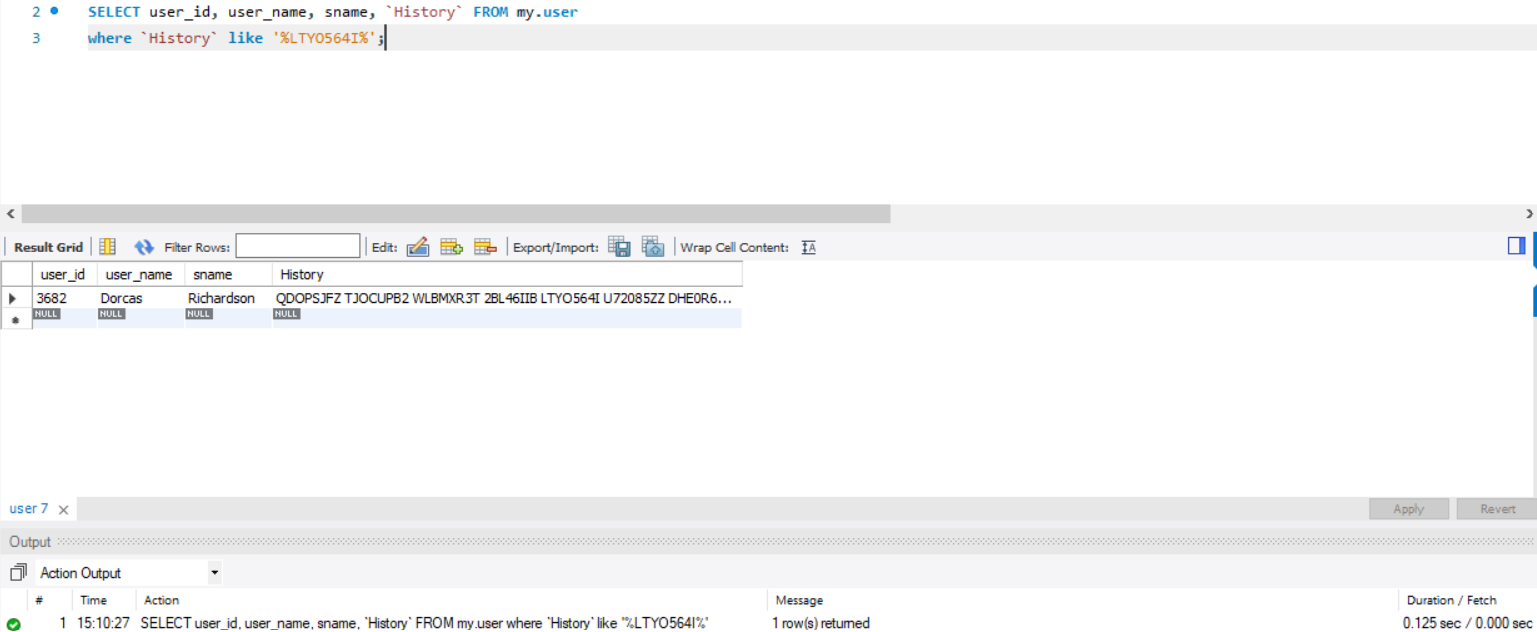 2 SELECT user_id, user_name, sname, `History` FROM my.user
3 where `History` like '%LTYO564I%';
Result Grid Filter Rows: Edit: Export/Import: Wrap Cell Content: IA
user_id user_name sname History
3682 Dorcas Richardson QDOPSJFZ TJOCUPB2 WLBMXR3T 2BL46IIB LTYO564I U72085ZZ DHE0R6...
NULL NULL NULL NULL
user 7
Apply Revert
Output
Action Output
# Time Action Message Duration / Fetch
1 15:10:27 SELECT user_id, user_name, sname, `History` FROM my.user where `History` like '%LTYO564I%' 1 row(s) returned 0.125 sec / 0.000 sec